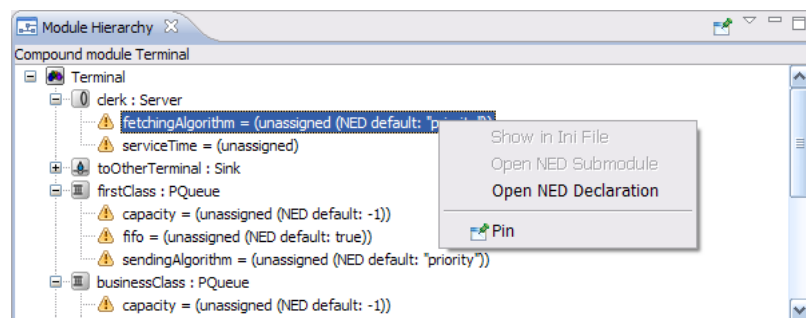 Module Hierarchy
Compound module Terminal
Terminal
clerk : Server
fetchingAlgorithm = (unassigned (NED default: "priority"))
serviceTime = (unassigned)
toOtherTerminal : Sink
firstClass : PQueue
capacity = (unassigned (NED default: -1))
fifo = (unassigned (NED default: true))
sendingAlgorithm = (unassigned (NED default: "priority"))
businessClass : PQueue
capacity = (unassigned (NED default: -1))
Show in Ini File
Open NED Submodule
Open NED Declaration
Pin